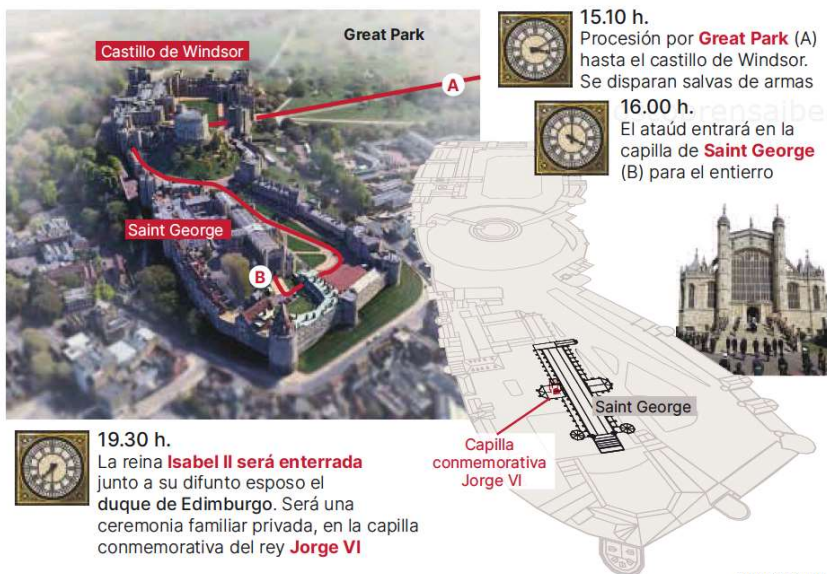 Castillo de Windsor
Great Park
A
Saint George
B
15.10 h.
Procesión por Great Park (A)
hasta el castillo de Windsor.
Se disparan salvas de armas
16.00 h.
El ataúd entrará en la
capilla de Saint George
(B) para el entierro
Saint George
Capilla
conmemorativa
Jorge VI
19.30 h.
La reina Isabel II será enterrada
junto a su difunto esposo el
duque de Edimburgo. Será una
ceremonia familiar privada, en la capilla
conmemorativa del rey Jorge VI